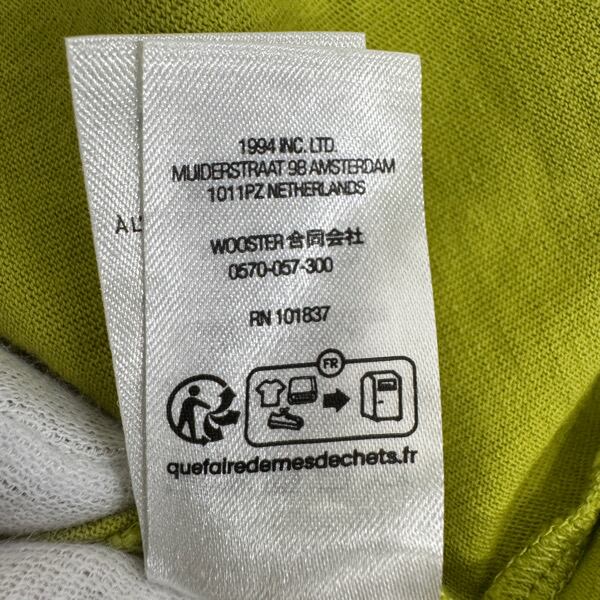 1994 INC. LTD.
MUIDERSTRAAT 98 AMSTERDAM
1011PZ NETHERLANDS
À L'
WOOSTER 合同会社
0570-057-300
RN 101837
FR
quefairedemesdechets.fr